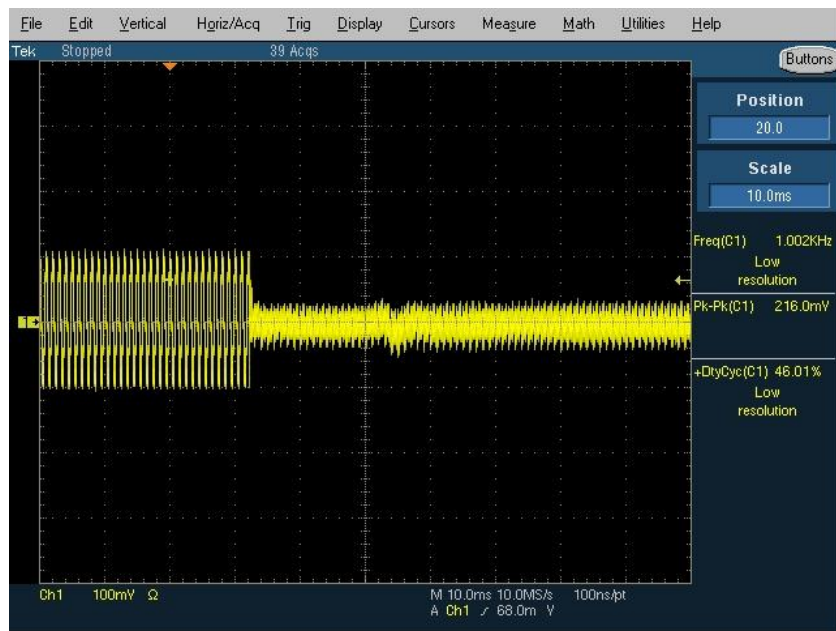 File Edit Vertical Horiz/Acq Trig Display Cursors Measure Math Utilities Help
Tek Stopped 39 Acqs
Buttons
Position
20.0
Scale
10.0ms
Freq(C1) 1.002KHz
Low
resolution
Pk-Pk(C1) 216.0mV
+DtyCyc(C1) 46.01%
Low
resolution
1
Ch1 100mV Ω M 10.0ms 10.0MS/s 100ns/pt
A Ch1 ⁄ 68.0m V